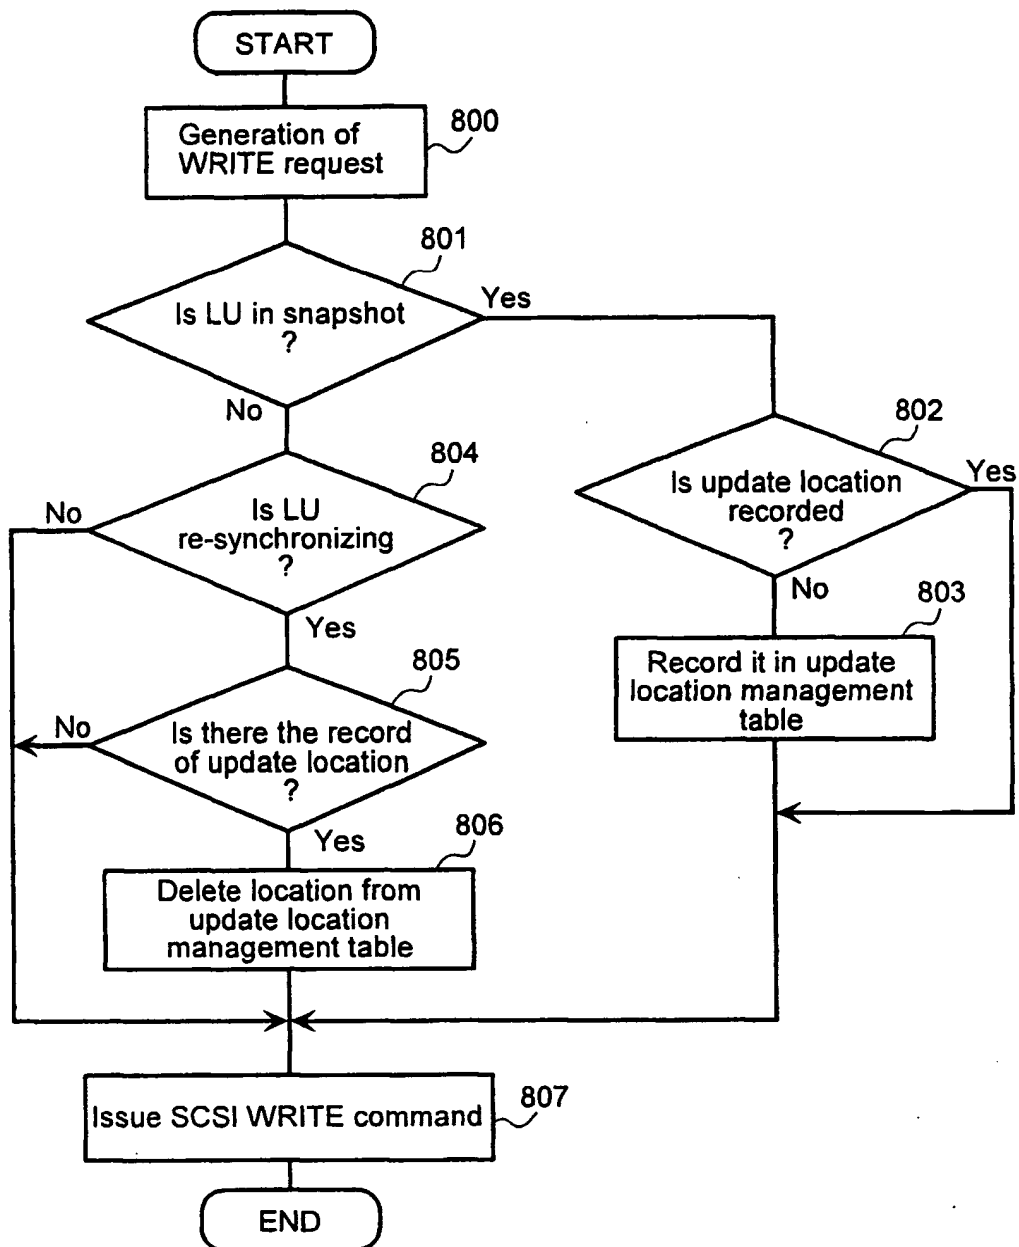 START
Generation of
WRITE request
800
801
Is LU in snapshot
?
Yes
No
802
Is update location
recorded
?
Yes
No
804
Is LU
re-synchronizing
?
No
Yes
803
Record it in update
location management
table
805
Is there the record
of update location
?
No
Yes
806
Delete location from
update location
management table
Issue SCSI WRITE command
807
END